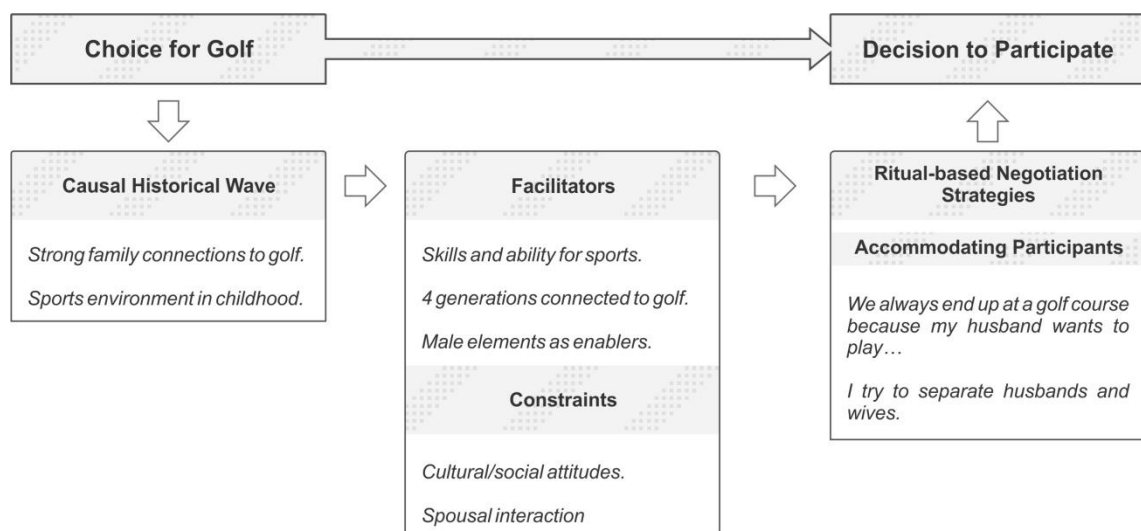 Choice for Golf
Decision to Participate
Causal Historical Wave
Strong family connections to golf.
Sports environment in childhood.
Facilitators
Skills and ability for sports.
4 generations connected to golf.
Male elements as enablers.
Constraints
Cultural/social attitudes.
Spousal interaction
Ritual-based Negotiation
Strategies
Accommodating Participants
We always end up at a golf course
because my husband wants to
play…
I try to separate husbands and
wives.